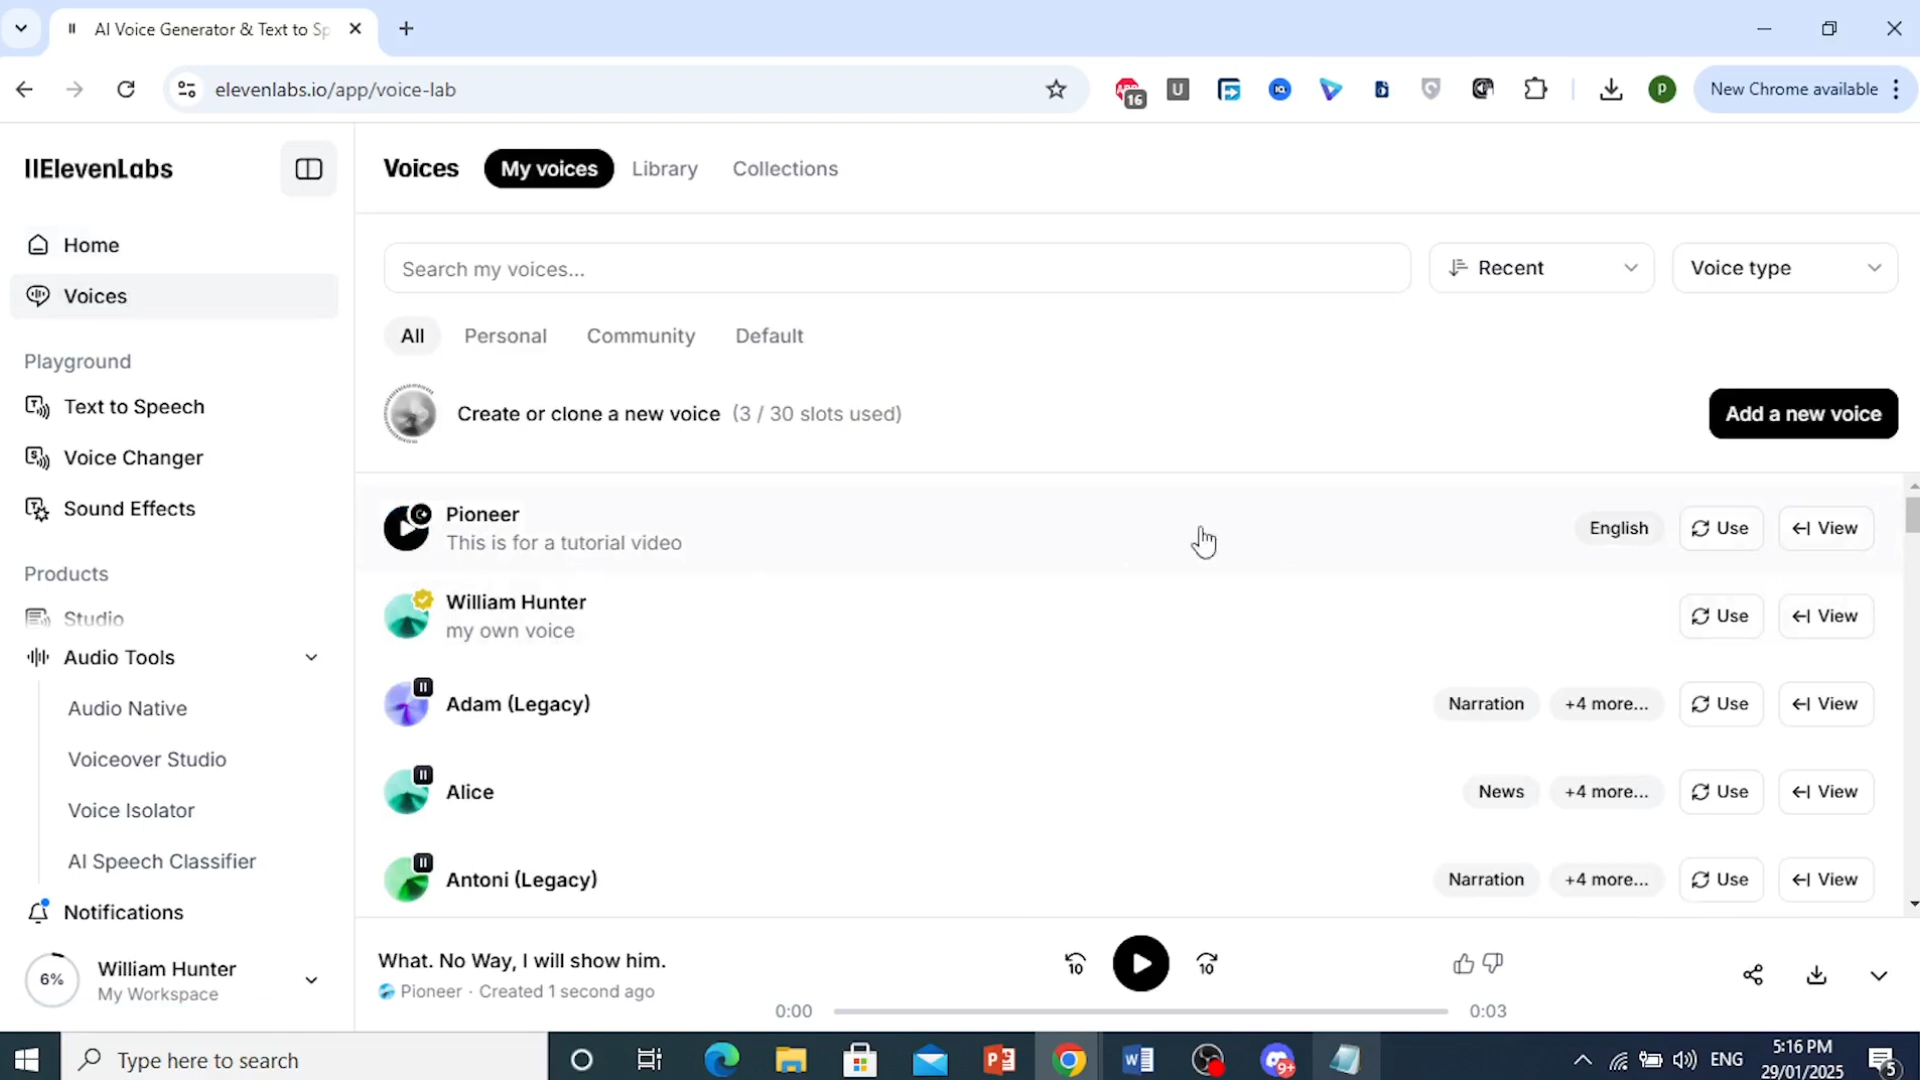 AI Voice Generator & Text to Sp
elevenlabs.io/app/voice-lab
16
U
P
New Chrome available
IIElevenLabs
Home
Voices
Playground
Text to Speech
Voice Changer
Sound Effects
Products
Studio
Audio Tools
Audio Native
Voiceover Studio
Voice Isolator
AI Speech Classifier
Notifications
6%
William Hunter
My Workspace
Voices
My voices
Library
Collections
Search my voices...
Recent
Voice type
All
Personal
Community
Default
Create or clone a new voice (3 / 30 slots used)
Add a new voice
Pioneer
This is for a tutorial video
English
Use
View
William Hunter
my own voice
Use
View
Adam (Legacy)
Narration
+4 more...
Use
View
Alice
News
+4 more...
Use
View
Antoni (Legacy)
Narration
+4 more...
Use
View
What. No Way, I will show him.
Pioneer · Created 1 second ago
10
10
0:00
0:03
Type here to search
9+
ENG
5:16 PM
29/01/2025
5